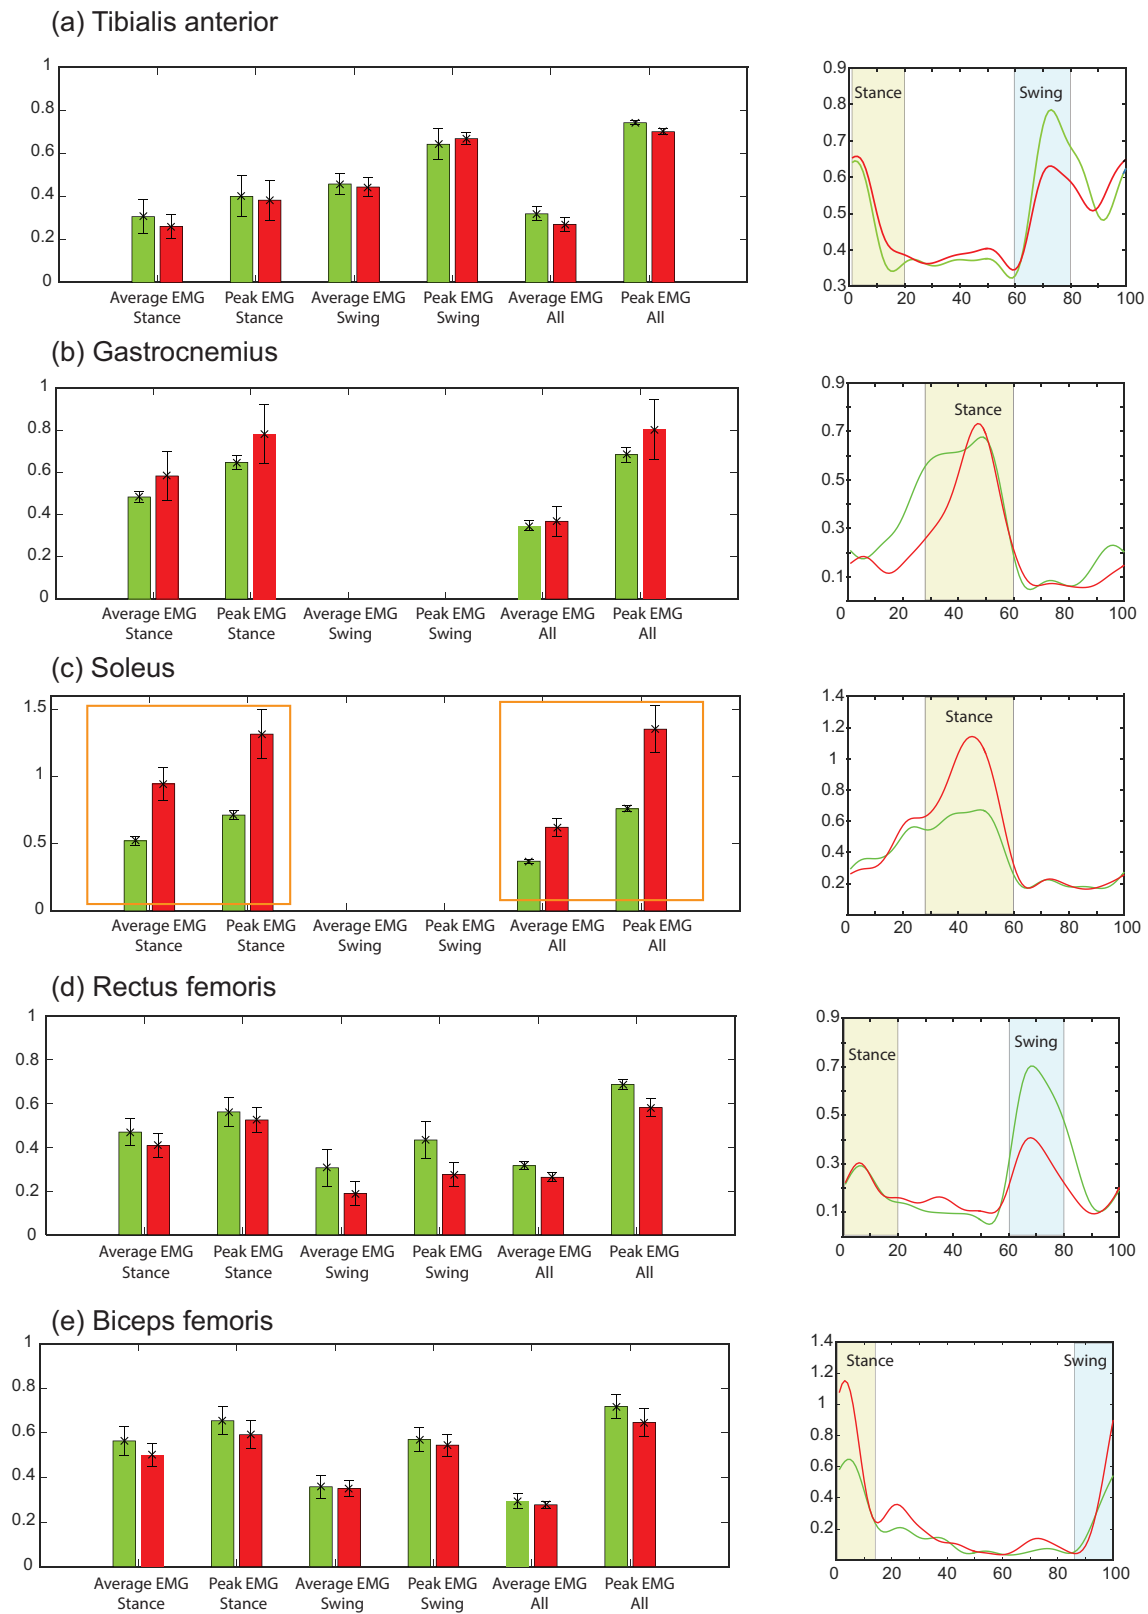 (a) Tibialis anterior
1
0.8
0.6
0.4
0.2
0
Average EMG Peak EMG Average EMG Peak EMG Average EMG Peak EMG
Stance Stance Swing Swing All All
0.9
0.8
0.7
0.6
0.5
0.4
0.3
Stance Swing
0 20 40 60 80 100
(b) Gastrocnemius
1
0.8
0.6
0.4
0.2
0
Average EMG Peak EMG Average EMG Peak EMG Average EMG Peak EMG
Stance Stance Swing Swing All All
0.9
0.7
0.5
0.3
0.1
Stance
0 20 40 60 80 100
(c) Soleus
1.5
1
0.5
0
Average EMG Peak EMG Average EMG Peak EMG Average EMG Peak EMG
Stance Stance Swing Swing All All
1.4
1.2
1
0.8
0.6
0.4
0.2
Stance
0 20 40 60 80 100
(d) Rectus femoris
1
0.8
0.6
0.4
0.2
0
Average EMG Peak EMG Average EMG Peak EMG Average EMG Peak EMG
Stance Stance Swing Swing All All
0.9
0.7
0.5
0.3
0.1
Stance Swing
0 20 40 60 80 100
(e) Biceps femoris
1
0.8
0.6
0.4
0.2
0
Average EMG Peak EMG Average EMG Peak EMG Average EMG Peak EMG
Stance Stance Swing Swing All All
1.4
1.2
1
0.8
0.6
0.4
0.2
Stance Swing
0 20 40 60 80 100